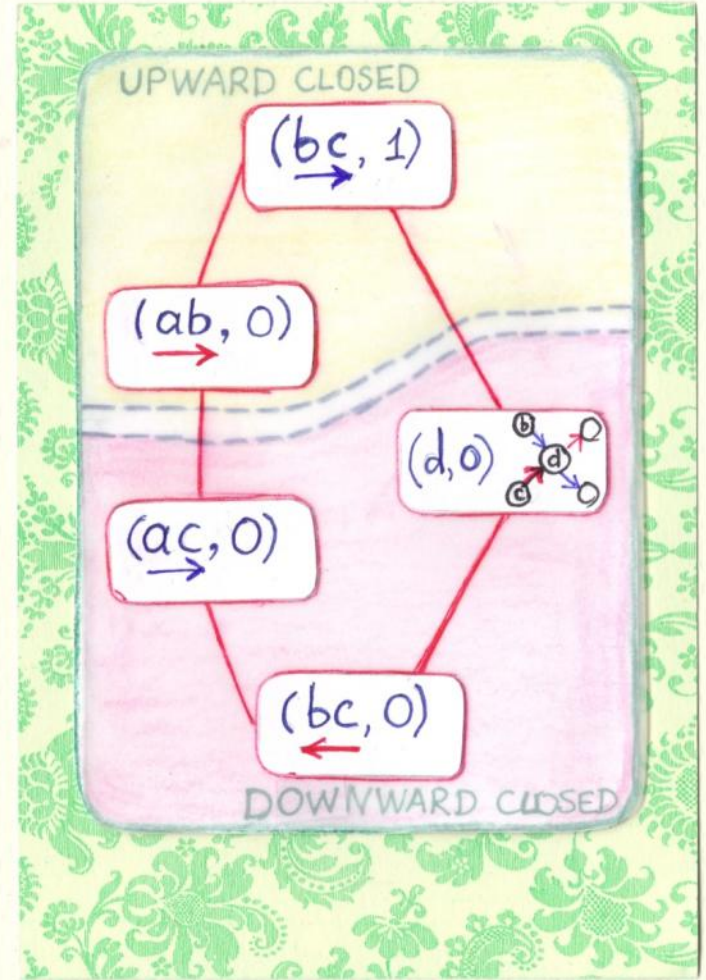 UPWARD CLOSED
(bc, 1)
(ab, 0)
(d,0) b d c
(ac, 0)
(bc, 0)
DOWNWARD CLOSED